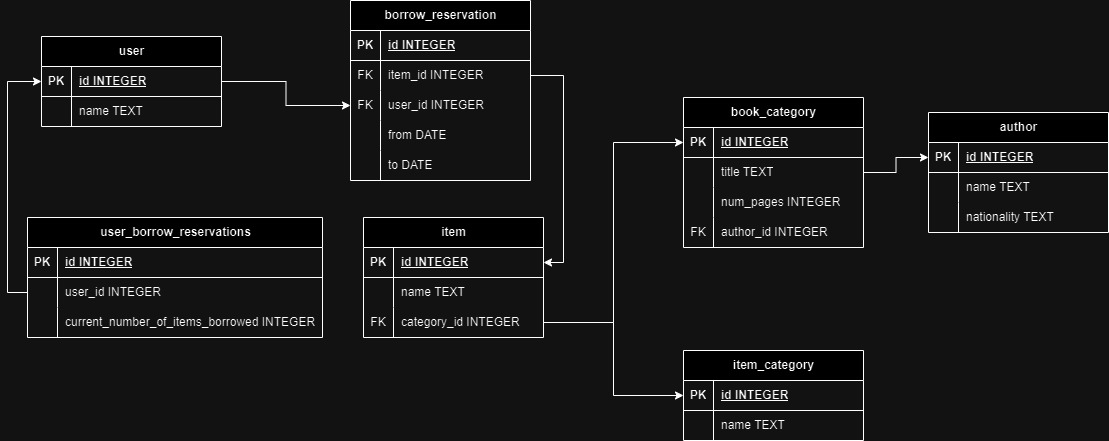 user
PK id INTEGER
name TEXT
borrow_reservation
PK id INTEGER
FK item_id INTEGER
FK user_id INTEGER
from DATE
to DATE
user_borrow_reservations
PK id INTEGER
user_id INTEGER
current_number_of_items_borrowed INTEGER
item
PK id INTEGER
name TEXT
FK category_id INTEGER
book_category
PK id INTEGER
title TEXT
num_pages INTEGER
FK author_id INTEGER
author
PK id INTEGER
name TEXT
nationality TEXT
item_category
PK id INTEGER
name TEXT